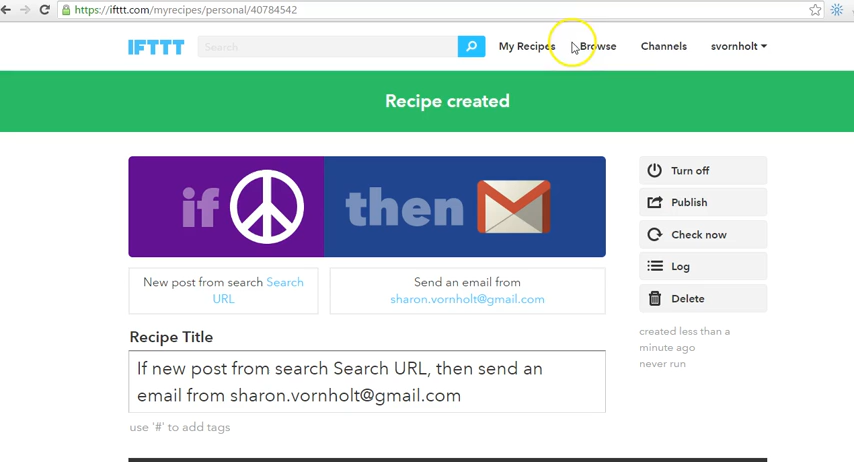 https://ifttt.com/myrecipes/personal/40784542
IFTTT Search My Recipes Browse Channels svornholt
Recipe created
if then
Turn off
Publish
Check now
Log
Delete
New post from search Search
URL
Send an email from
sharon.vornholt@gmail.com
created less than a
minute ago
never run
Recipe Title
If new post from search Search URL, then send an
email from sharon.vornholt@gmail.com
use '#' to add tags